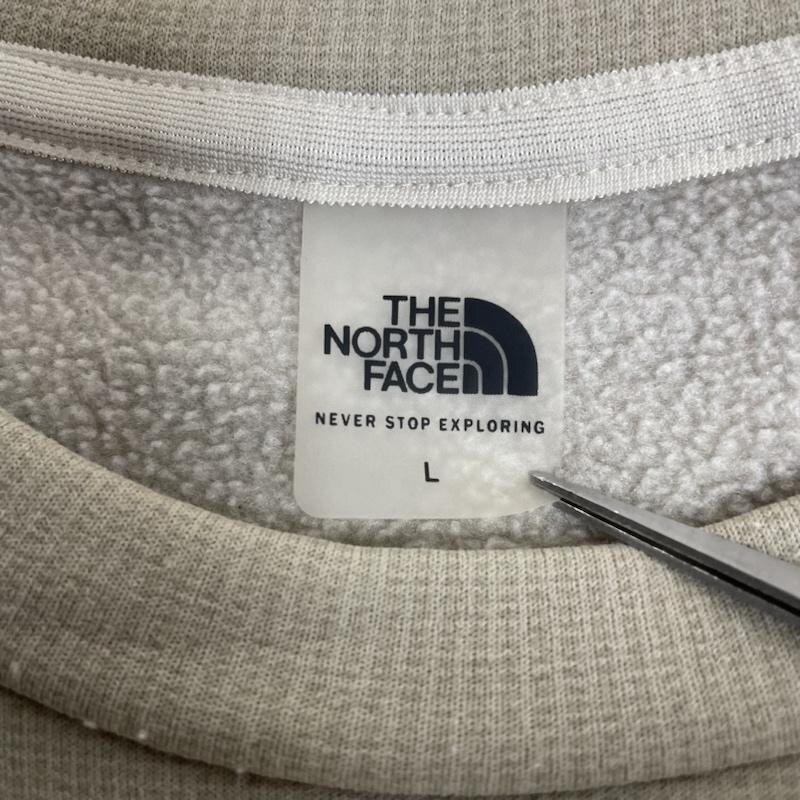 THE
NORTH
FACE
NEVER STOP EXPLORING
L